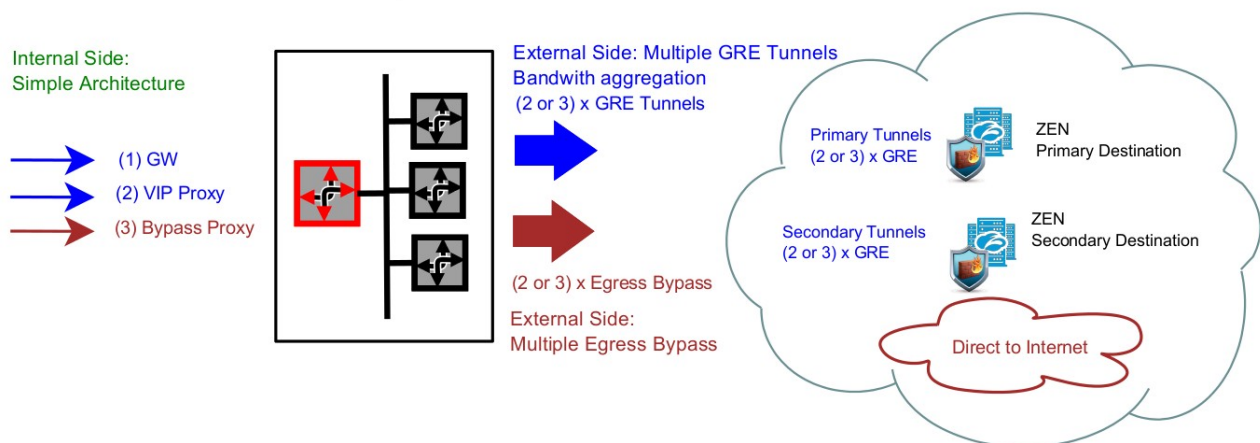 Internal Side:
Simple Architecture
(1) GW
(2) VIP Proxy
(3) Bypass Proxy
External Side: Multiple GRE Tunnels
Bandwith aggregation
(2 or 3) x GRE Tunnels
(2 or 3) x Egress Bypass
External Side:
Multiple Egress Bypass
Primary Tunnels
(2 or 3) x GRE
ZEN
Primary Destination
Secondary Tunnels
(2 or 3) x GRE
ZEN
Secondary Destination
Direct to Internet